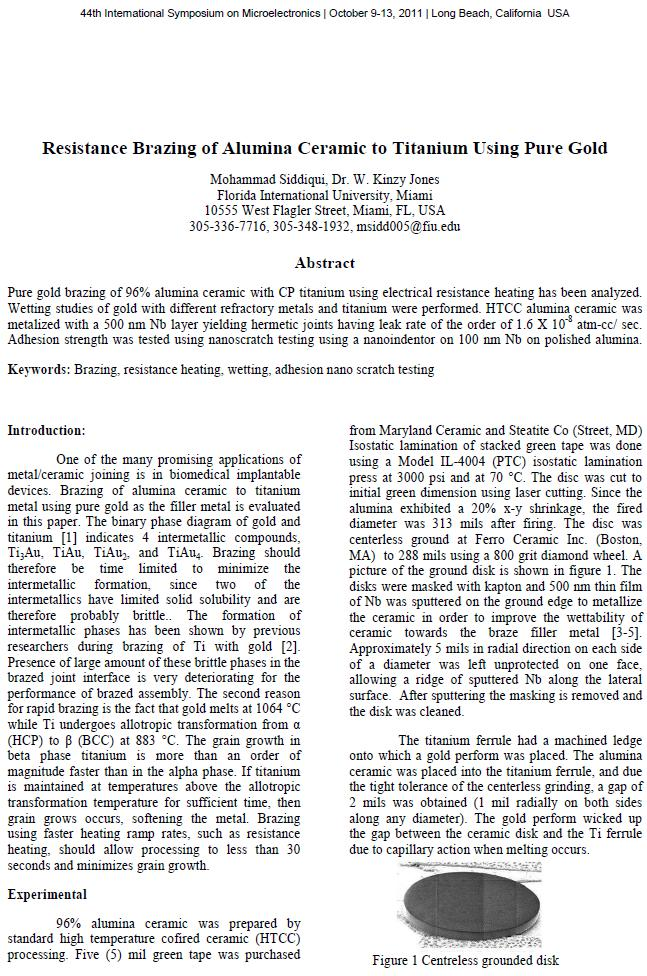 44th International Symposium on Microelectronics | October 9-13, 2011 | Long Beach, California  USA
Resistance Brazing of Alumina Ceramic to Titanium Using Pure Gold
Mohammad Siddiqui, Dr. W. Kinzy Jones
Florida International University, Miami
10555 West Flagler Street, Miami, FL, USA
305-336-7716, 305-348-1932, msidd005@fiu.edu
Abstract
Pure gold brazing of 96% alumina ceramic with CP titanium using electrical resistance heating has been analyzed.
Wetting studies of gold with different refractory metals and titanium were performed. HTCC alumina ceramic was
metalized with a 500 nm Nb layer yielding hermetic joints having leak rate of the order of 1.6 X 10⁻⁸ atm-cc/ sec.
Adhesion strength was tested using nanoscratch testing using a nanoindentor on 100 nm Nb on polished alumina.
Keywords: Brazing, resistance heating, wetting, adhesion nano scratch testing
Introduction:
One of the many promising applications of
metal/ceramic joining is in biomedical implantable
devices. Brazing of alumina ceramic to titanium
metal using pure gold as the filler metal is evaluated
in this paper. The binary phase diagram of gold and
titanium [1] indicates 4 intermetallic compounds,
Ti₃Au, TiAu, TiAu₂, and TiAu₄. Brazing should
therefore be time limited to minimize the
intermetallic formation, since two of the
intermetallics have limited solid solubility and are
therefore probably brittle.. The formation of
intermetallic phases has been shown by previous
researchers during brazing of Ti with gold [2].
Presence of large amount of these brittle phases in the
brazed joint interface is very deteriorating for the
performance of brazed assembly. The second reason
for rapid brazing is the fact that gold melts at 1064 °C
while Ti undergoes allotropic transformation from α
(HCP) to β (BCC) at 883 °C. The grain growth in
beta phase titanium is more than an order of
magnitude faster than in the alpha phase. If titanium
is maintained at temperatures above the allotropic
transformation temperature for sufficient time, then
grain grows occurs, softening the metal. Brazing
using faster heating ramp rates, such as resistance
heating, should allow processing to less than 30
seconds and minimizes grain growth.
Experimental
96% alumina ceramic was prepared by
standard high temperature cofired ceramic (HTCC)
processing. Five (5) mil green tape was purchased
from Maryland Ceramic and Steatite Co (Street, MD)
Isostatic lamination of stacked green tape was done
using a Model IL-4004 (PTC) isostatic lamination
press at 3000 psi and at 70 °C. The disc was cut to
initial green dimension using laser cutting. Since the
alumina exhibited a 20% x-y shrinkage, the fired
diameter was 313 mils after firing. The disc was
centerless ground at Ferro Ceramic Inc. (Boston,
MA)  to 288 mils using a 800 grit diamond wheel. A
picture of the ground disk is shown in figure 1. The
disks were masked with kapton and 500 nm thin film
of Nb was sputtered on the ground edge to metallize
the ceramic in order to improve the wettability of
ceramic towards the braze filler metal [3-5].
Approximately 5 mils in radial direction on each side
of a diameter was left unprotected on one face,
allowing a ridge of sputtered Nb along the lateral
surface.  After sputtering the masking is removed and
the disk was cleaned.
The titanium ferrule had a machined ledge
onto which a gold perform was placed. The alumina
ceramic was placed into the titanium ferrule, and due
the tight tolerance of the centerless grinding, a gap of
2 mils was obtained (1 mil radially on both sides
along any diameter). The gold perform wicked up
the gap between the ceramic disk and the Ti ferrule
due to capillary action when melting occurs.
Figure 1 Centreless grounded disk